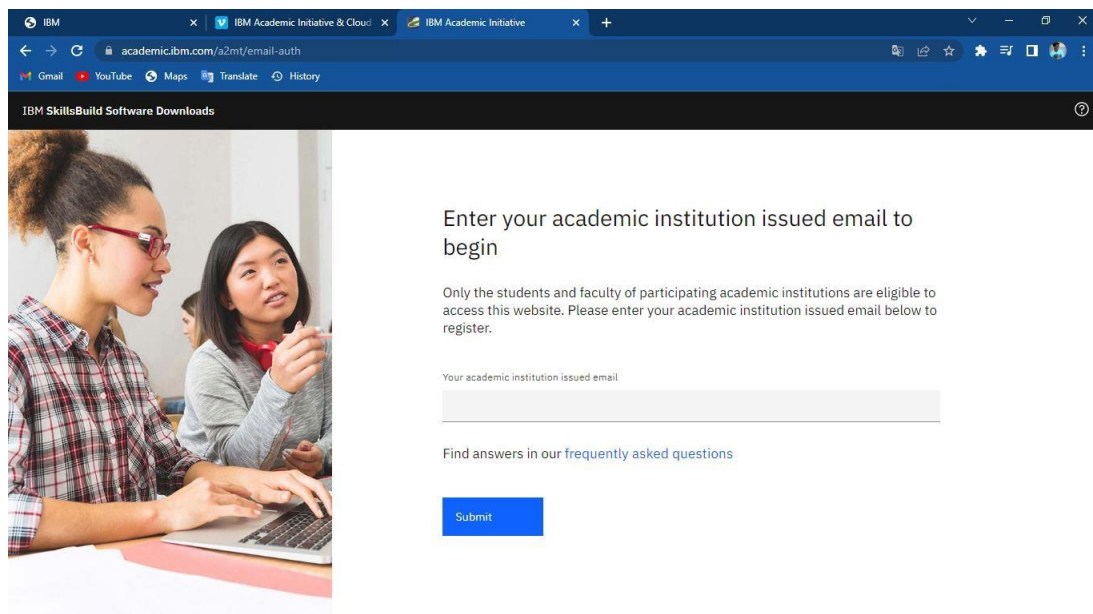 IBM
IBM Academic Initiative & Cloud
IBM Academic Initiative
academic.ibm.com/a2mt/email-auth
Gmail
YouTube
Maps
Translate
History
IBM SkillsBuild Software Downloads
Enter your academic institution issued email to
begin
Only the students and faculty of participating academic institutions are eligible to
access this website. Please enter your academic institution issued email below to
register.
Your academic institution issued email
Find answers in our frequently asked questions
Submit